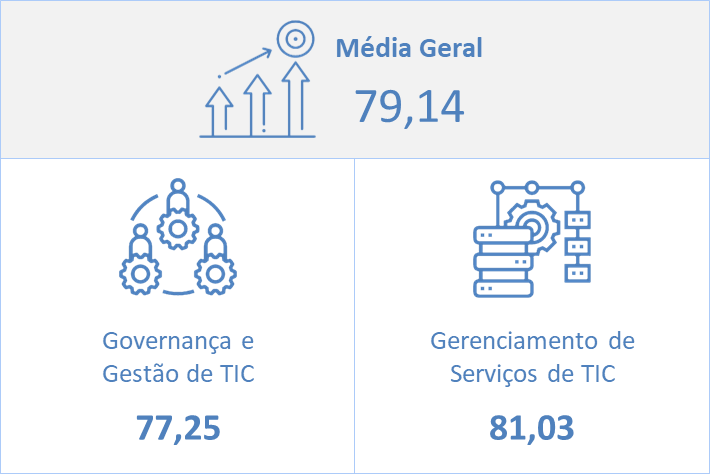 Média Geral
79,14
Governança e
Gestão de TIC
77,25
Gerenciamento de
Serviços de TIC
81,03